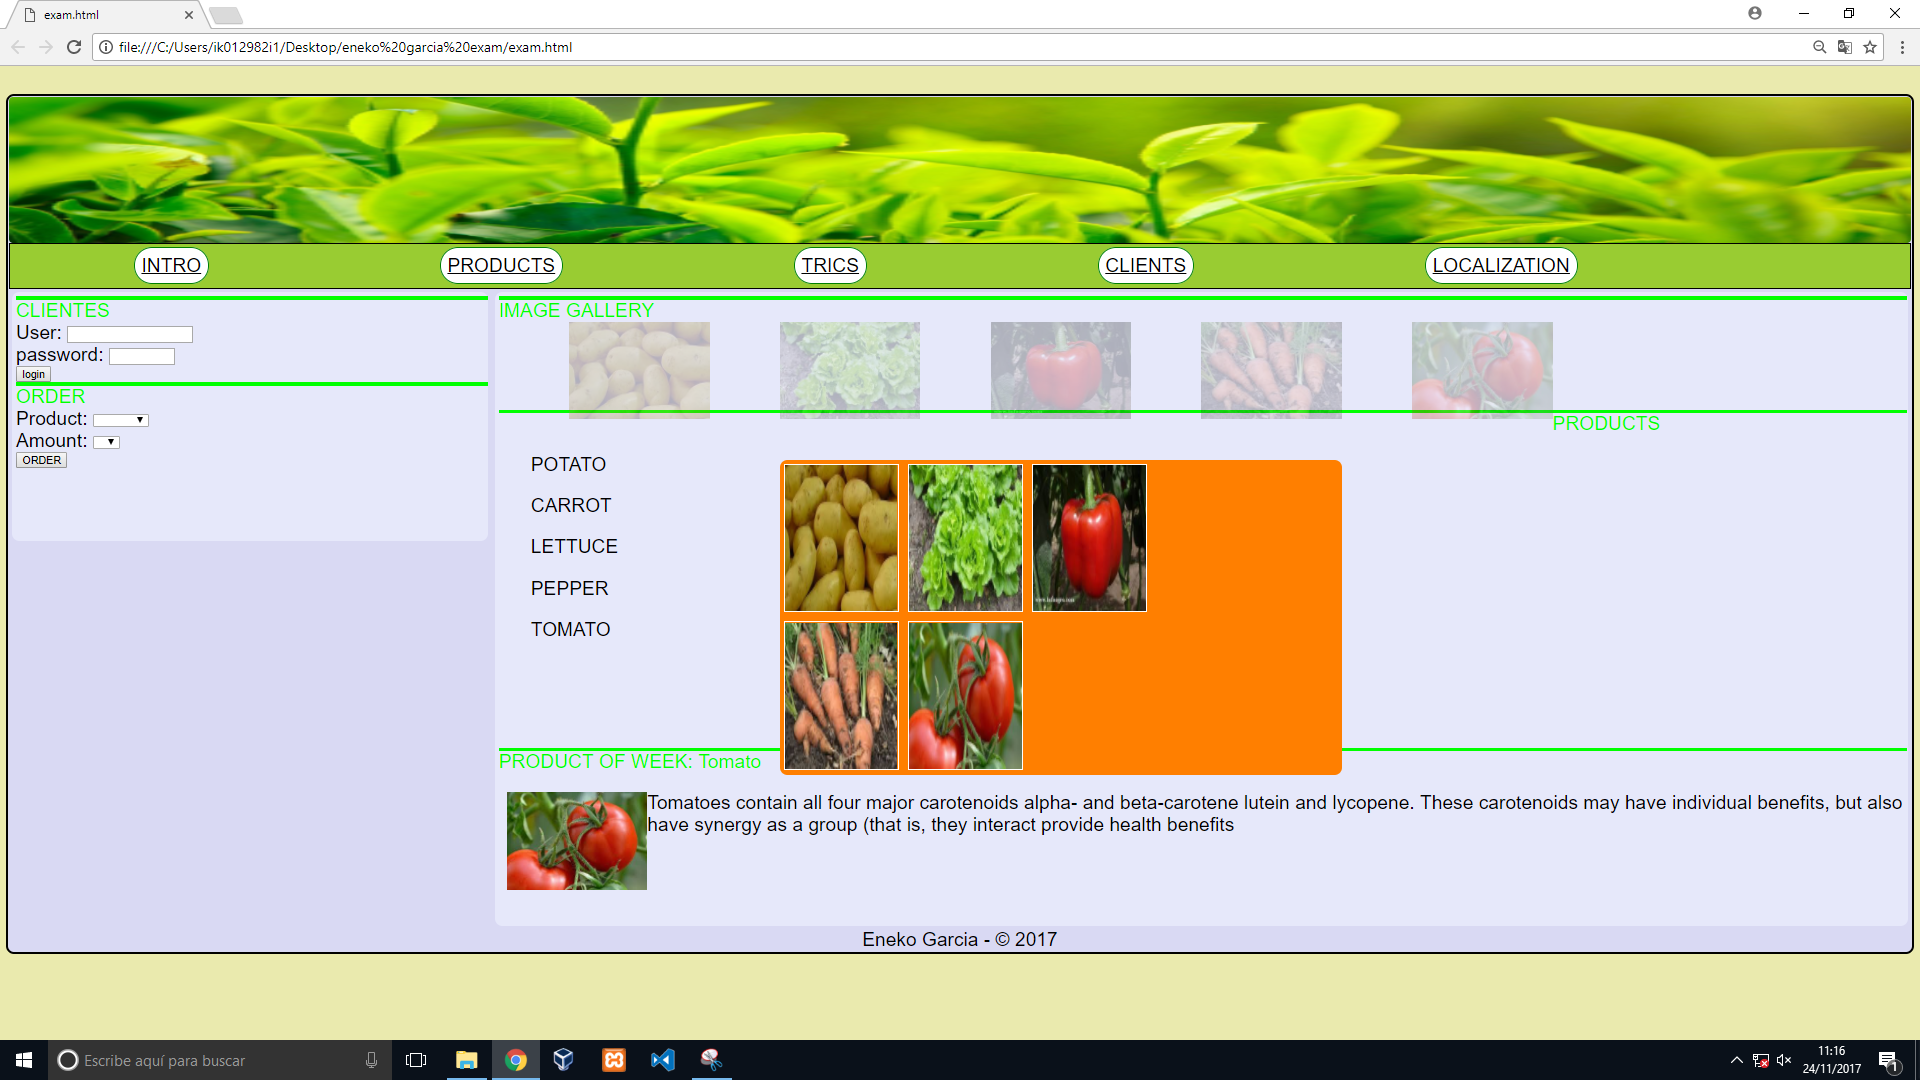 exam.html
file:///C:/Users/ik012982i1/Desktop/eneko%20garcia%20exam/exam.html
INTRO PRODUCTS TRICS CLIENTS LOCALIZATION
CLIENTES
User:
password:
login
ORDER
Product:
Amount:
ORDER
IMAGE GALLERY
PRODUCTS
POTATO
CARROT
LETTUCE
PEPPER
TOMATO
PRODUCT OF WEEK: Tomato
Tomatoes contain all four major carotenoids alpha- and beta-carotene lutein and lycopene. These carotenoids may have individual benefits, but also
have synergy as a group (that is, they interact provide health benefits
Eneko Garcia - © 2017
Escribe aquí para buscar
11:16
24/11/2017
1